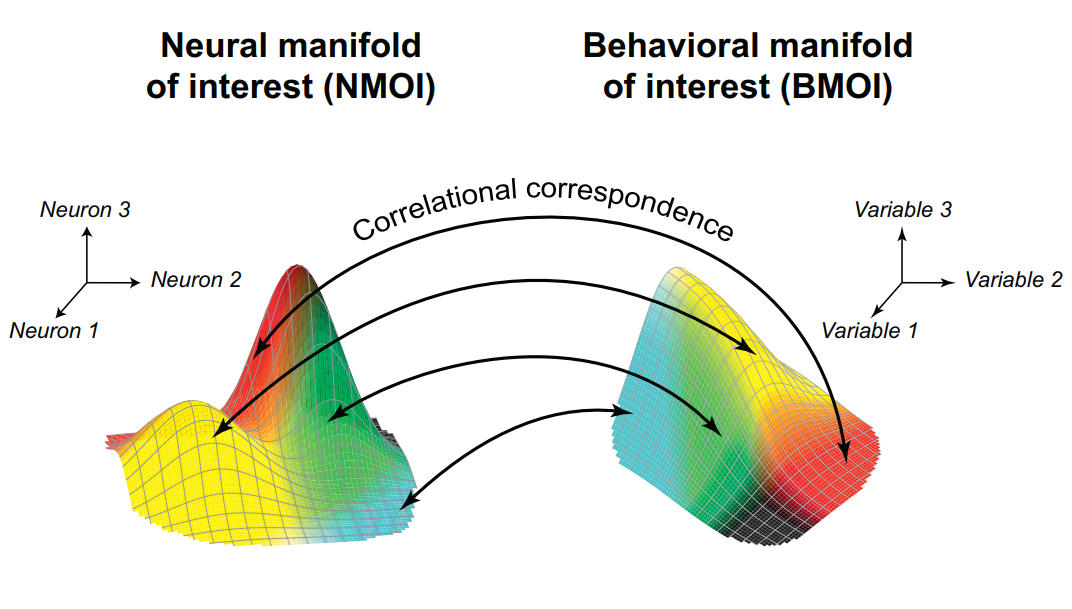 Neural manifold
of interest (NMOI)
Behavioral manifold
of interest (BMOI)
Correlational correspondence
Neuron 3
Neuron 2
Neuron 1
Variable 3
Variable 2
Variable 1